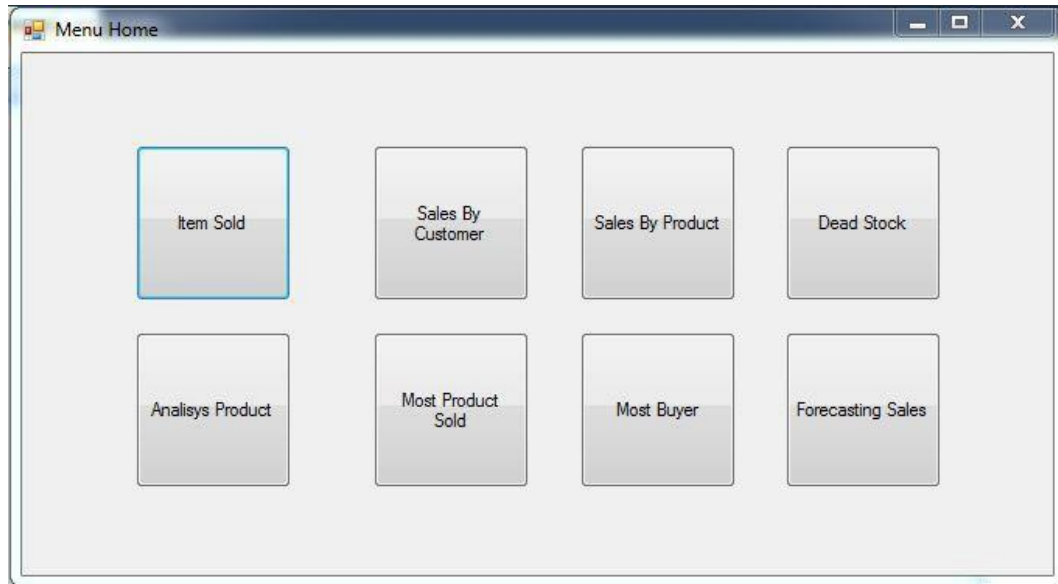 Menu Home
Item Sold
Sales By
Customer
Sales By Product
Dead Stock
Analisys Product
Most Product
Sold
Most Buyer
Forecasting Sales